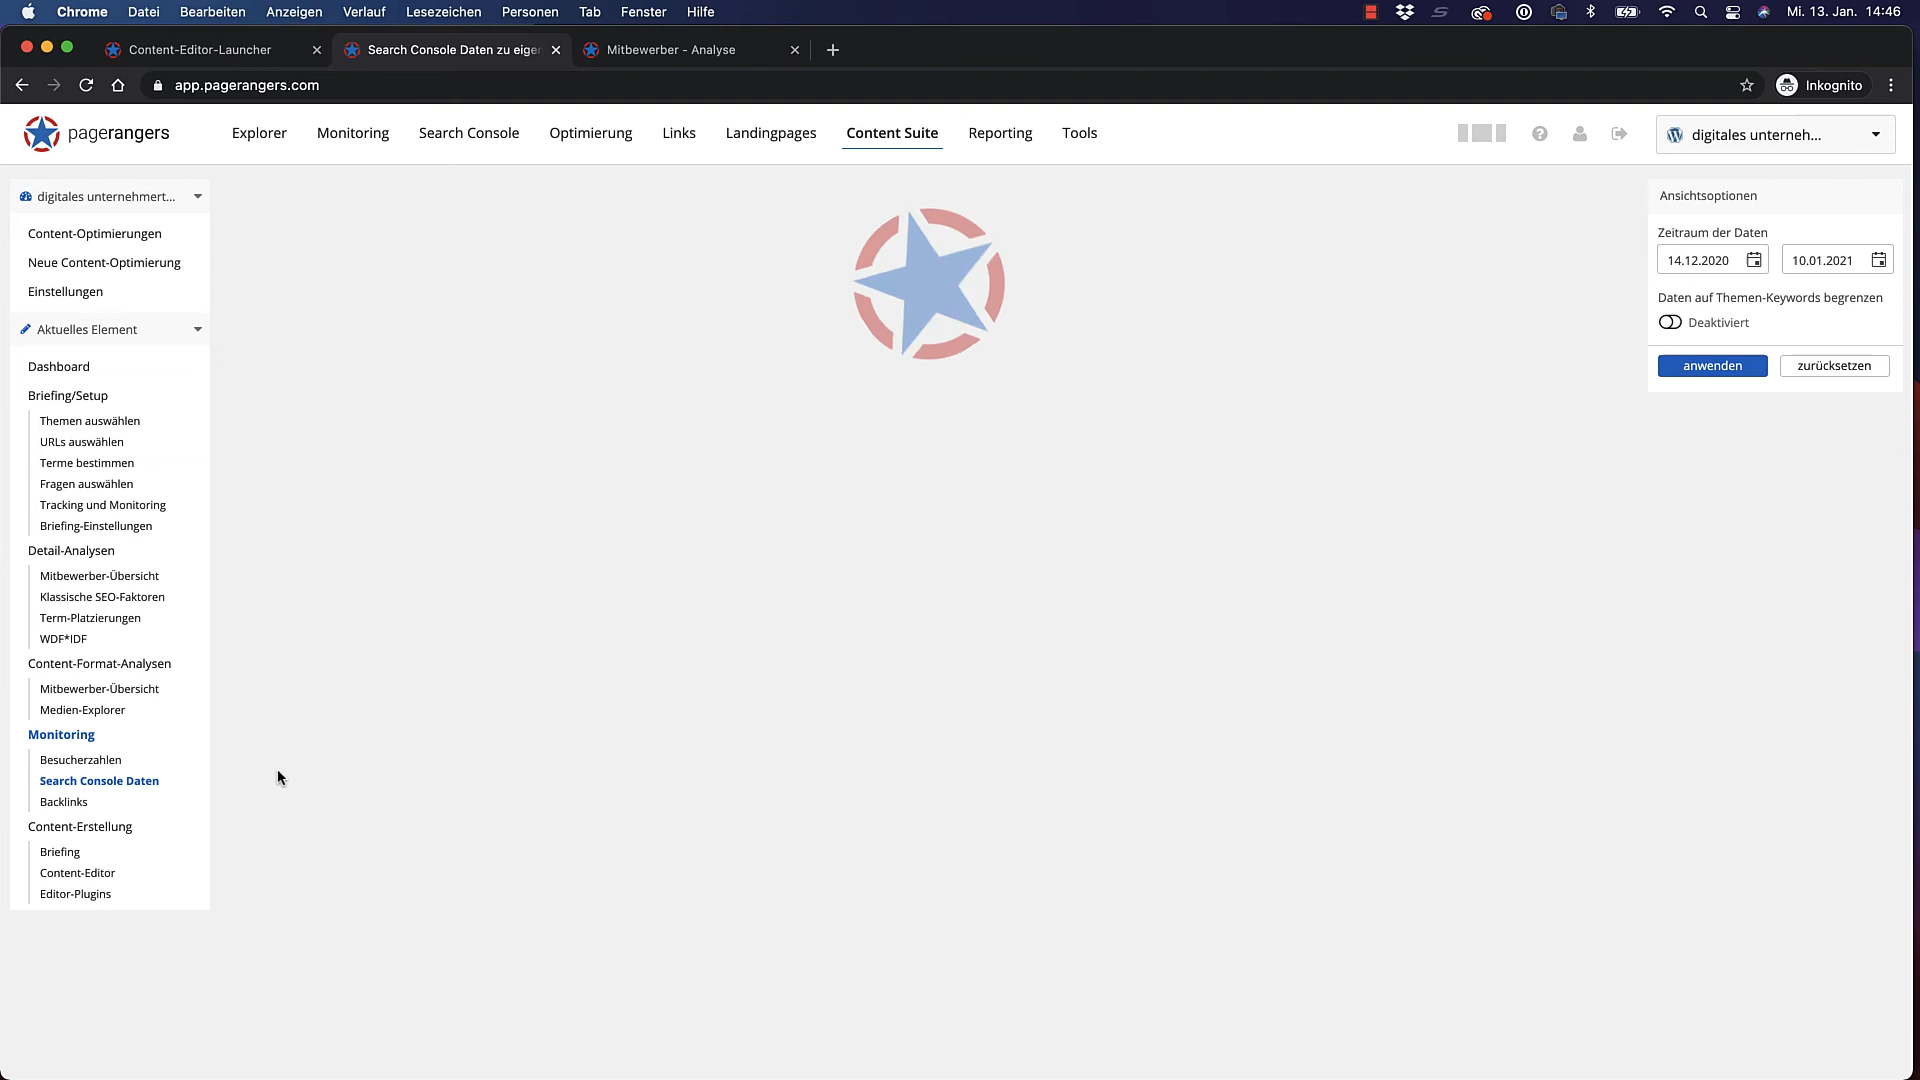 Chrome Datei Bearbeiten Anzeigen Verlauf Lesezeichen Personen Tab Fenster Hilfe Mi. 13. Jan. 14:46
Content-Editor-Launcher Search Console Daten zu eige Mitbewerber - Analyse
app.pagerangers.com Inkognito
pagerangers Explorer Monitoring Search Console Optimierung Links Landingpages Content Suite Reporting Tools digitales unterneh...
digitales unternehmert...
Content-Optimierungen
Neue Content-Optimierung
Einstellungen
Aktuelles Element
Dashboard
Briefing/Setup
Themen auswählen
URLs auswählen
Terme bestimmen
Fragen auswählen
Tracking und Monitoring
Briefing-Einstellungen
Detail-Analysen
Mitbewerber-Übersicht
Klassische SEO-Faktoren
Term-Platzierungen
WDF*IDF
Content-Format-Analysen
Mitbewerber-Übersicht
Medien-Explorer
Monitoring
Besucherzahlen
Search Console Daten
Backlinks
Content-Erstellung
Briefing
Content-Editor
Editor-Plugins
Ansichtsoptionen
Zeitraum der Daten
14.12.2020 10.01.2021
Daten auf Themen-Keywords begrenzen
Deaktiviert
anwenden zurücksetzen